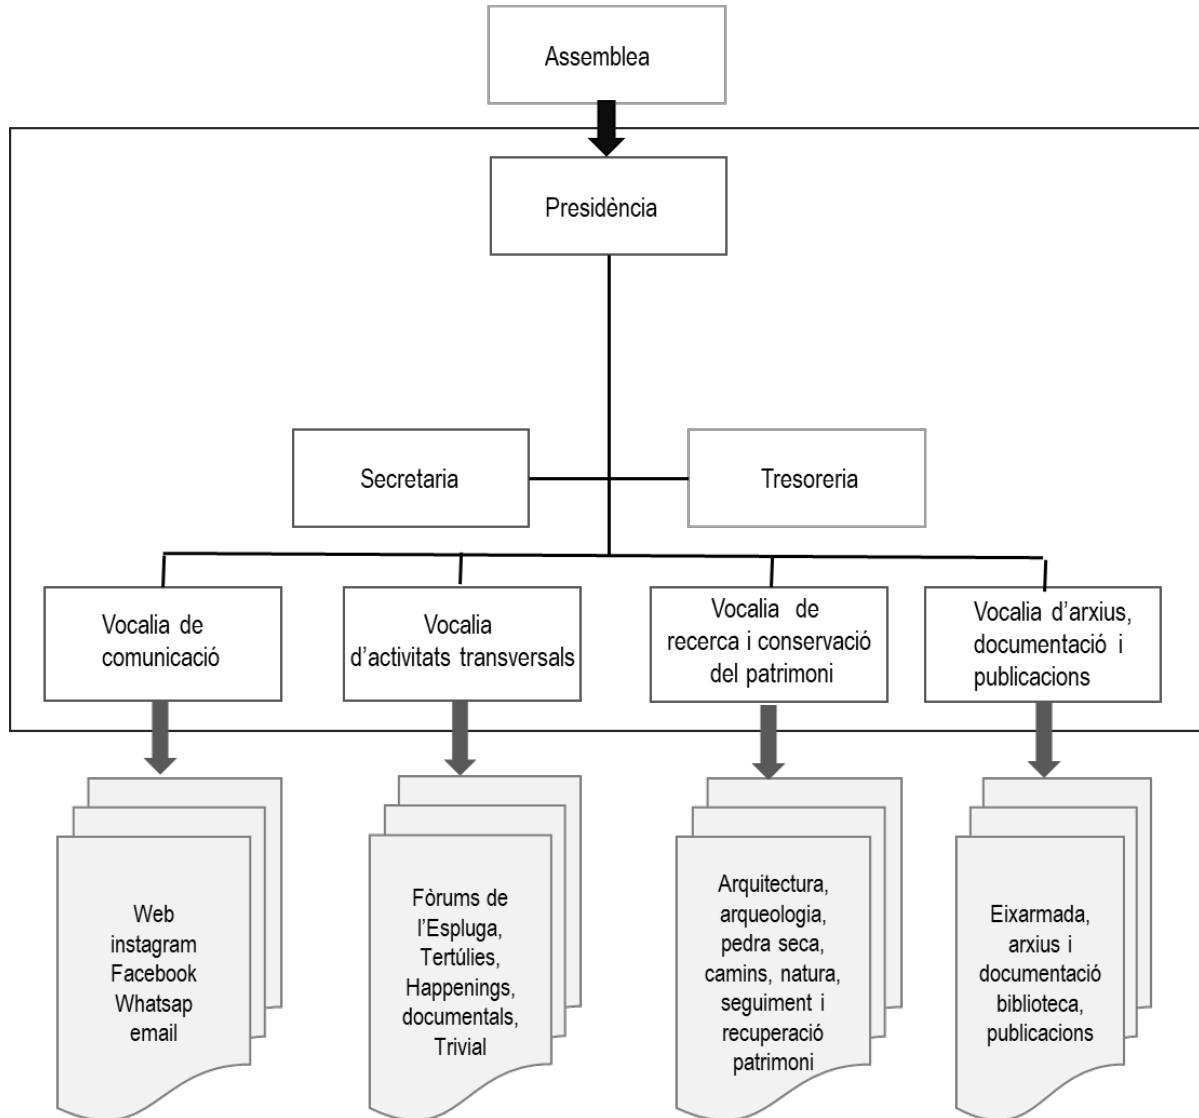 Assemblea
Presidència
Secretaria
Tresoreria
Vocalia de
comunicació
Vocalia
d’activitats transversals
Vocalia de
recerca i conservació
del patrimoni
Vocalia d’arxius,
documentació i
publicacions
Web
instagram
Facebook
Whatsap
email
Fòrums de
l’Espluga,
Tertúlies,
Happenings,
documentals,
Trivial
Arquitectura,
arqueologia,
pedra seca,
camins, natura,
seguiment i
recuperació
patrimoni
Eixarmada,
arxius i
documentació
biblioteca,
publicacions